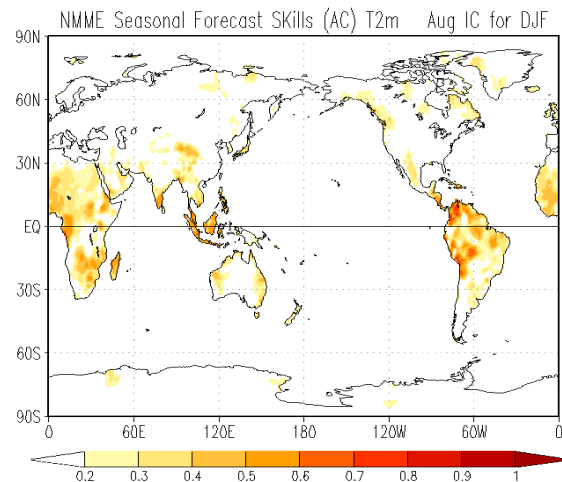 NMME Seasonal Forecast SKills (AC) T2m Aug IC for DJF
90N
60N
30N
EQ
30S
60S
90S
0 60E 120E 180 120W 60W 0
0.2 0.3 0.4 0.5 0.6 0.7 0.8 0.9 1